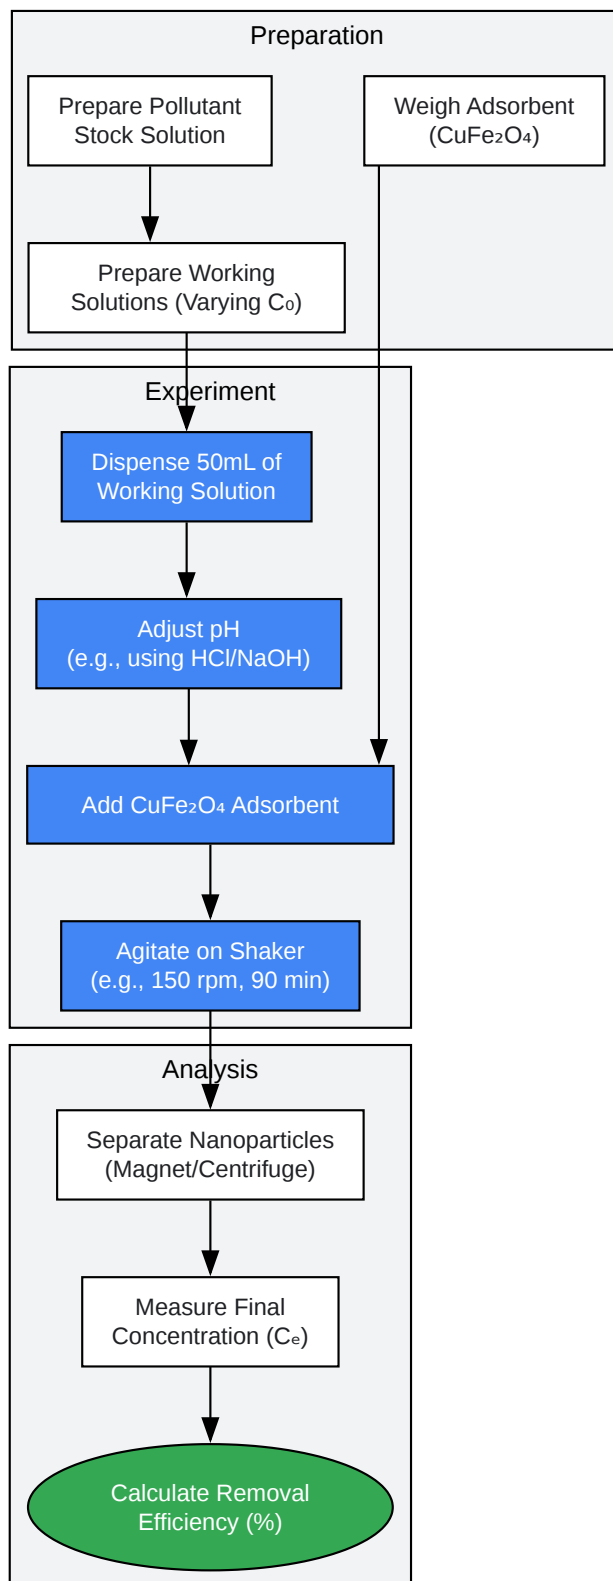 Preparation
Prepare Pollutant
Stock Solution
Weigh Adsorbent
(CuFe₂O₄)
Prepare Working
Solutions (Varying C₀)
Experiment
Dispense 50mL of
Working Solution
Adjust pH
(e.g., using HCl/NaOH)
Add CuFe₂O₄ Adsorbent
Agitate on Shaker
(e.g., 150 rpm, 90 min)
Analysis
Separate Nanoparticles
(Magnet/Centrifuge)
Measure Final
Concentration (Cₑ)
Calculate Removal
Efficiency (%)